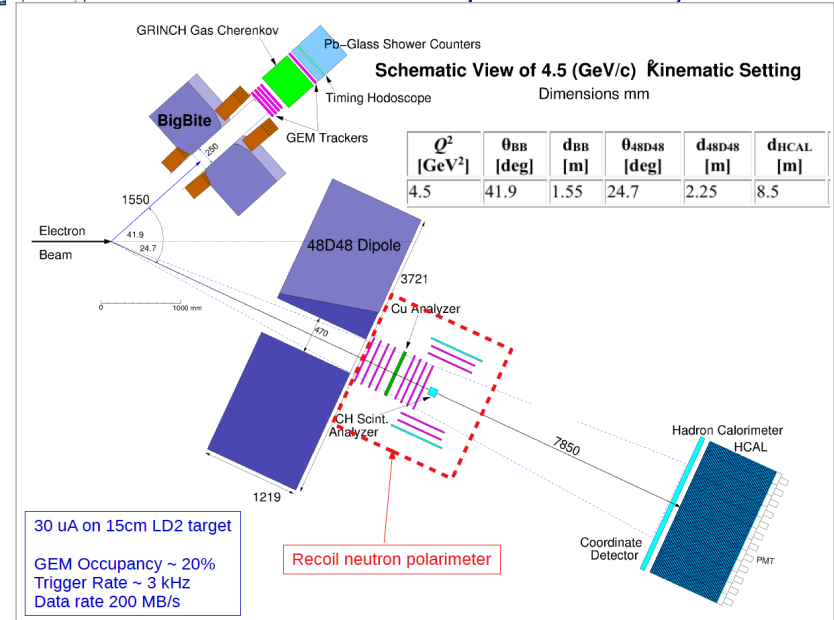 GRINCH Gas Cherenkov
Pb-Glass Shower Counters
Schematic View of 4.5 (GeV/c) Kinematic Setting
Dimensions mm
Timing Hodoscope
BigBite
GEM Trackers
250
Q² θBB dBB θ48D48 d48D48 dHCAL
[GeV²] [deg] [m] [deg] [m] [m]
4.5 41.9 1.55 24.7 2.25 8.5
1550
Electron
Beam
41.9
24.7
48D48 Dipole
3721
0 1000 mm
Cu Analyzer
470
CH Scint.
Analyzer
7850
Hadron Calorimeter
HCAL
1219
Coordinate
Detector
PMT
30 uA on 15cm LD2 target
GEM Occupancy ~ 20%
Trigger Rate ~ 3 kHz
Data rate 200 MB/s
Recoil neutron polarimeter